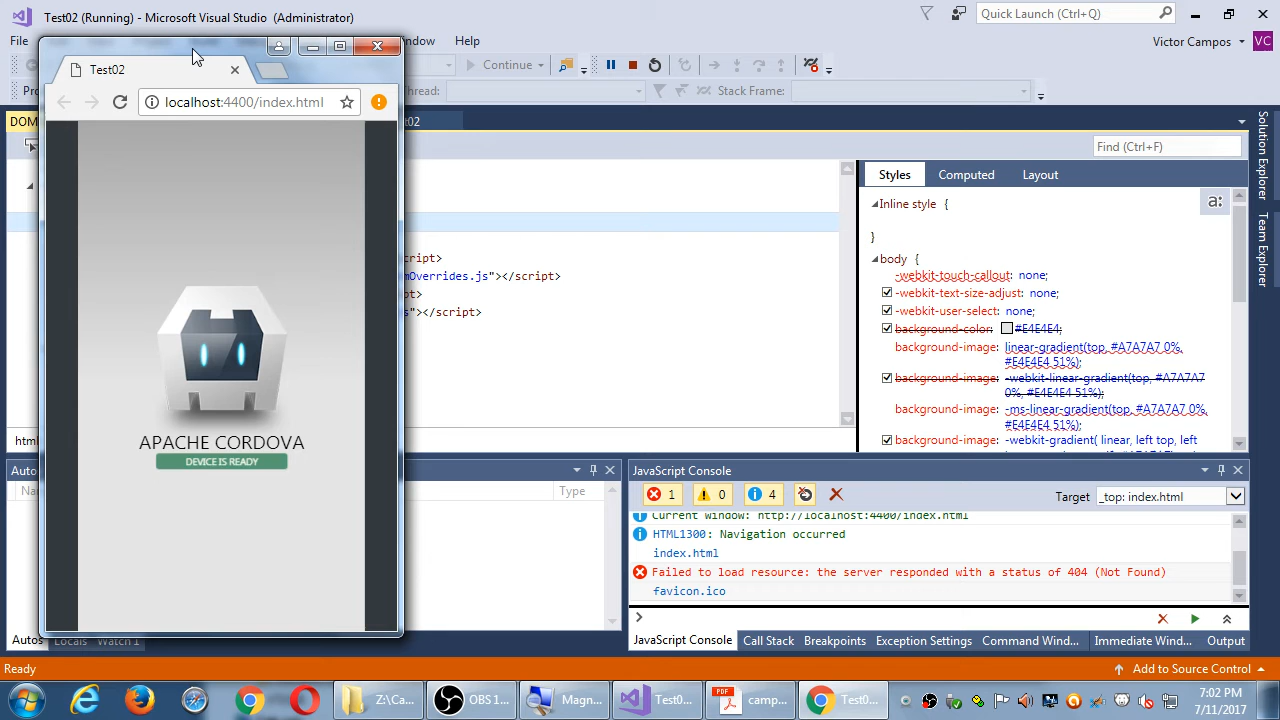 Test02 (Running) - Microsoft Visual Studio (Administrator)
Quick Launch (Ctrl+Q)
File
Help
Victor Campos
VC
Test02
Continue
localhost:4400/index.html
Stack Frame:
DOM
02
Find (Ctrl+F)
Solution Explorer
Team Explorer
Styles
Computed
Layout
Inline style {
a:
}
body {
-webkit-touch-callout: none;
-webkit-text-size-adjust: none;
-webkit-user-select: none;
background-color: #E4E4E4;
background-image: linear-gradient(top, #A7A7A7 0%,
#E4E4E4 51%);
background-image: -webkit-linear-gradient(top, #A7A7A7
0%, #E4E4E4 51%);
background-image: -ms-linear-gradient(top, #A7A7A7 0%,
#E4E4E4 51%);
background-image: -webkit-gradient( linear, left top, left
cript>
mOverrides.js"></script>
pt>
s"></script>
html
APACHE CORDOVA
DEVICE IS READY
Type
JavaScript Console
1
0
4
Target
_top: index.html
Current window: http://localhost:4400/index.html
HTML1300: Navigation occurred
index.html
Failed to load resource: the server responded with a status of 404 (Not Found)
favicon.ico
Autos
Locals
Watch 1
JavaScript Console
Call Stack
Breakpoints
Exception Settings
Command Wind...
Immediate Wind...
Output
Ready
Add to Source Control
Z:\Ca...
OBS 1...
Magn...
Test0...
PDF
camp...
Test0...
7:02 PM
7/11/2017